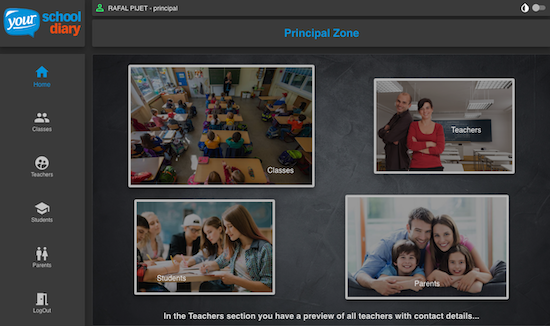 your school diary
RAFAL PIJET - principal
Principal Zone
Home
Classes
Teachers
Students
Parents
LogOut
Classes
Teachers
Students
Parents
In the Teachers section you have a preview of all teachers with contact details...